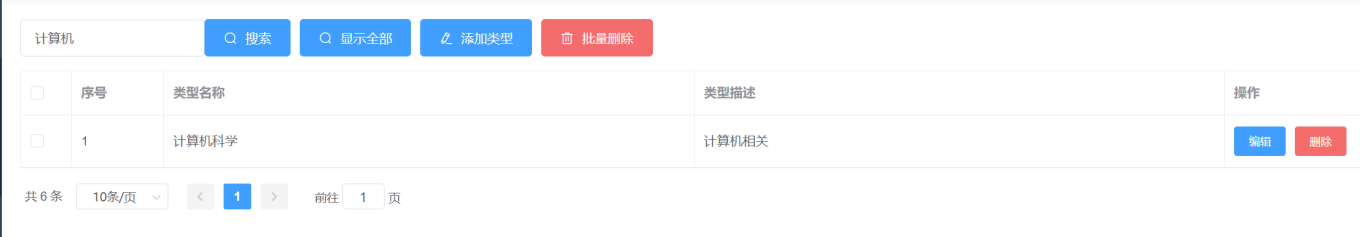 计算机 搜索 显示全部 添加类型 批量删除
序号 类型名称 类型描述 操作
1 计算机科学 计算机相关 编辑 删除
共 6 条 10条/页 1 前往 1 页